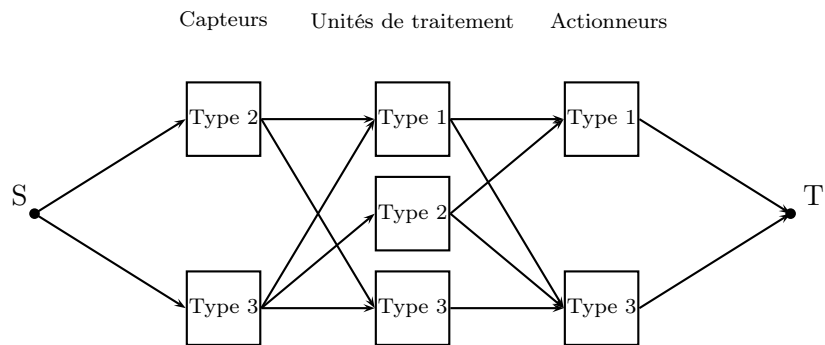 Capteurs Unités de traitement Actionneurs
Type 2 Type 1 Type 1
S Type 2 T
Type 3 Type 3 Type 3